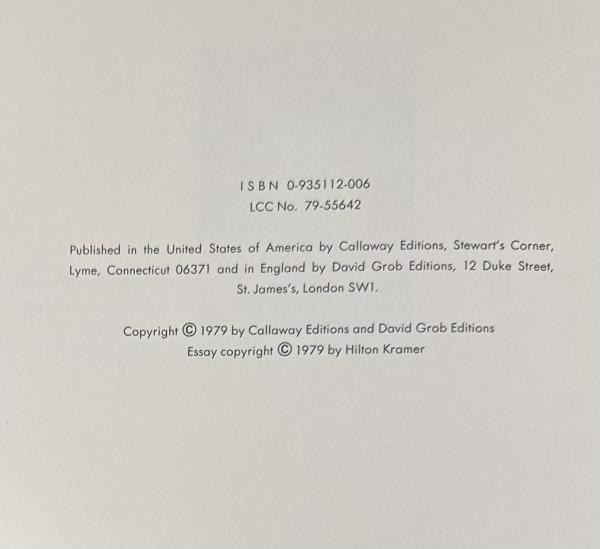 ISBN 0-935112-006
LCC No. 79-55642
Published in the United States of America by Callaway Editions, Stewart's Corner,
Lyme, Connecticut 06371 and in England by David Grob Editions, 12 Duke Street,
St. James's, London SW1.
Copyright © 1979 by Callaway Editions and David Grob Editions
Essay copyright © 1979 by Hilton Kramer